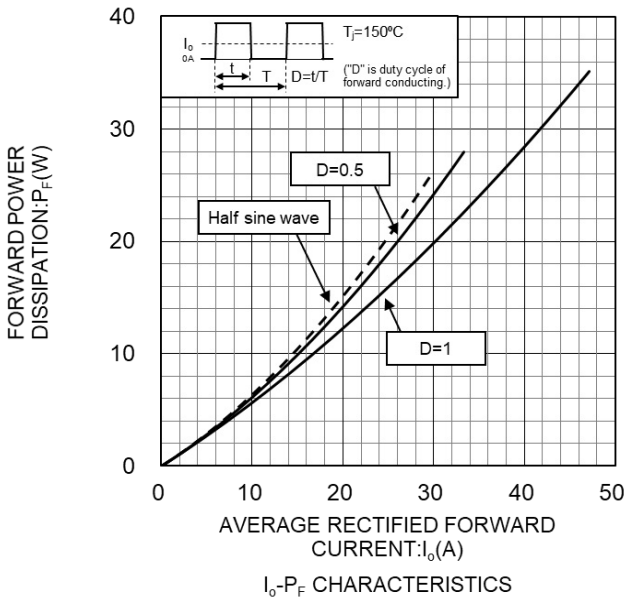 40
30
20
10
0
FORWARD POWER
DISSIPATION:PF(W)
Io
0A
t
T
D=t/T
Tj=150ºC
("D" is duty cycle of
forward conducting.)
D=0.5
Half sine wave
D=1
0 10 20 30 40 50
AVERAGE RECTIFIED FORWARD
CURRENT:Io(A)
Io-PF CHARACTERISTICS